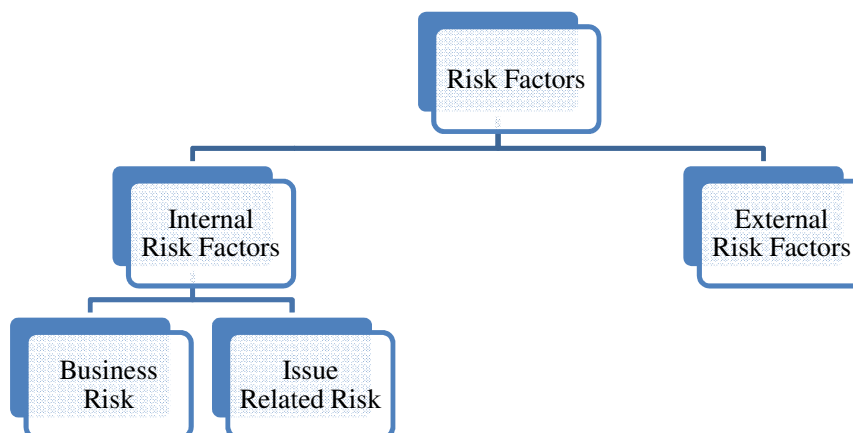 Risk Factors
Internal
Risk Factors
External
Risk Factors
Business
Risk
Issue
Related Risk